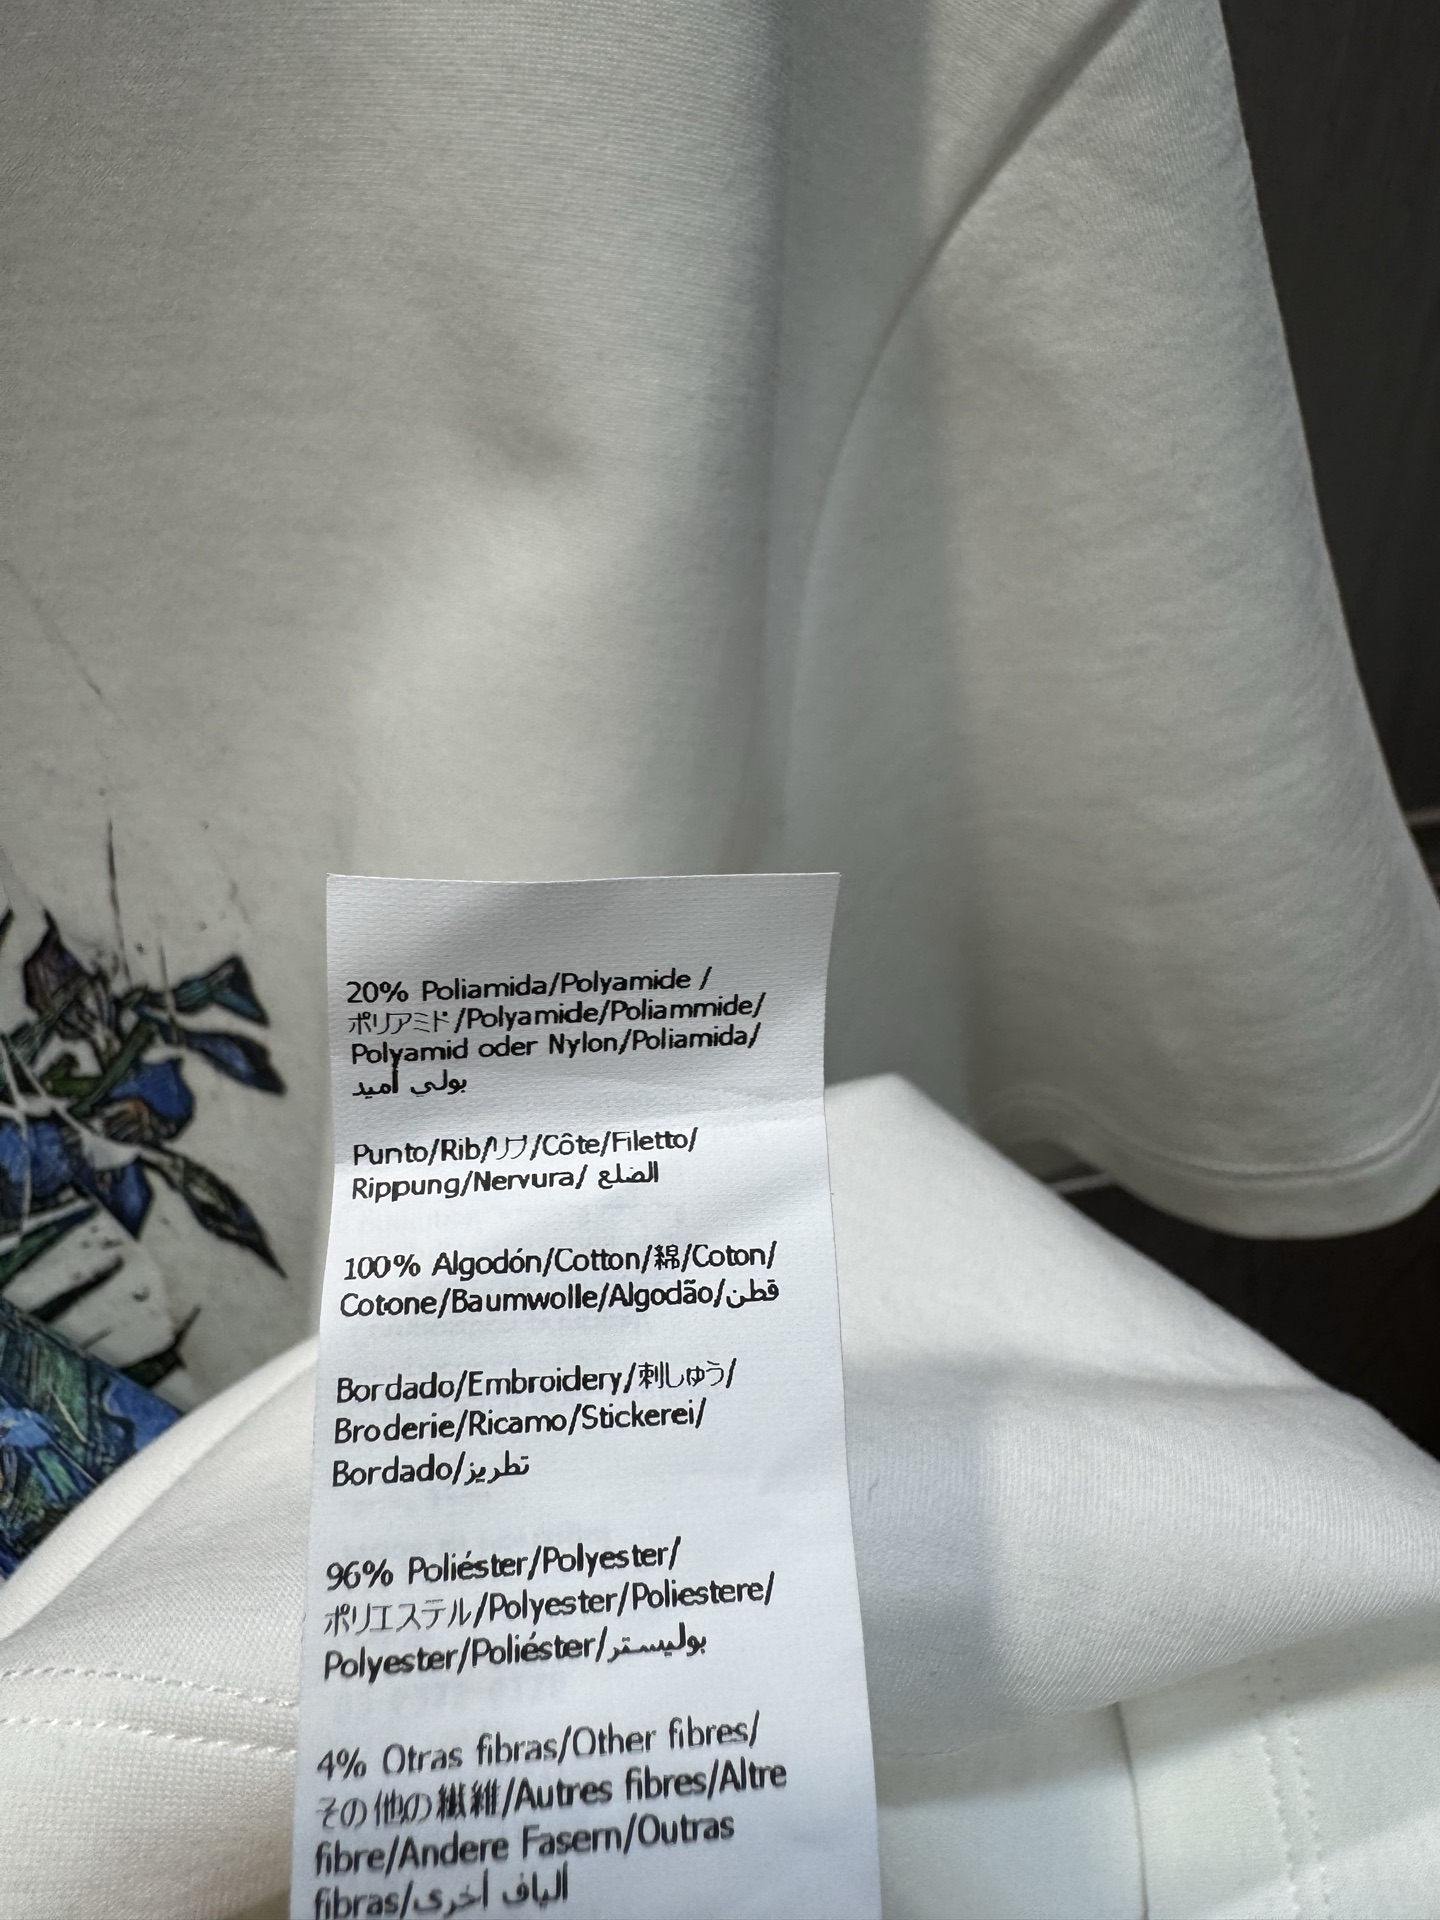 20% Poliamida/Polyamide /
ポリアミド/Polyamide/Poliammide/
Polyamid oder Nylon/Poliamida/
بولي أميد
Punto/Rib/リブ/Côte/Filetto/
Rippung/Nervura/ الضلع
100% Algodón/Cotton/綿/Coton/
Cotone/Baumwolle/Algodão/قطن
Bordado/Embroidery/刺しゅう/
Broderie/Ricamo/Stickerei/
Bordado/تطريز
96% Poliéster/Polyester/
ポリエステル/Polyester/Poliestere/
Polyester/Poliéster/بوليستر
4% Otras fibras/Other fibres/
その他の繊維/Autres fibres/Altre
fibre/Andere Fasern/Outras
fibras/ألياف أخرى